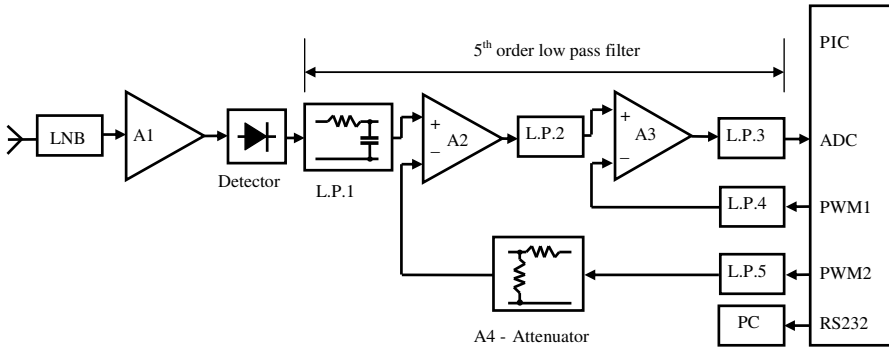 5th order low pass filter
PIC
LNB
A1
+
−
A2
L.P.2
+
−
A3
L.P.3
ADC
Detector
L.P.1
L.P.4
PWM1
L.P.5
PWM2
A4 - Attenuator
PC
RS232